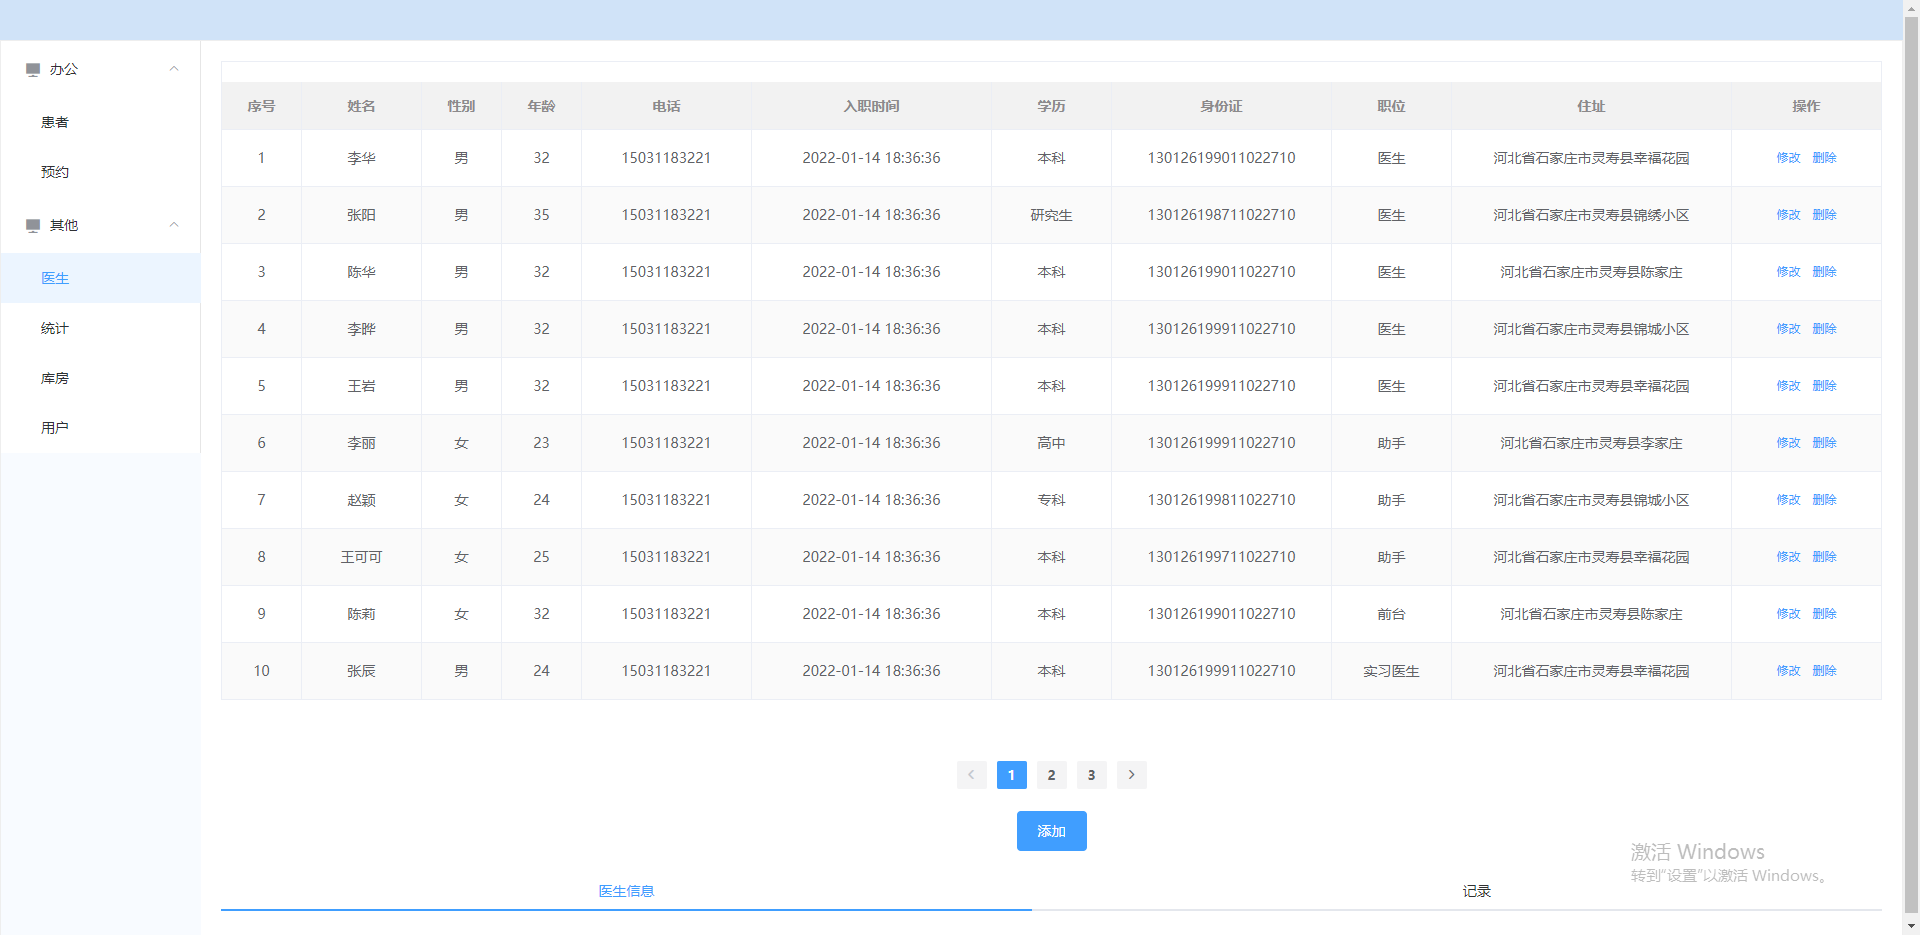 办公
患者
预约
其他
医生
统计
库房
用户
序号 姓名 性别 年龄 电话 入职时间 学历 身份证 职位 住址 操作
1 李华 男 32 15031183221 2022-01-14 18:36:36 本科 130126199011022710 医生 河北省石家庄市灵寿县幸福花园 修改 删除
2 张阳 男 35 15031183221 2022-01-14 18:36:36 研究生 130126198711022710 医生 河北省石家庄市灵寿县锦绣小区 修改 删除
3 陈华 男 32 15031183221 2022-01-14 18:36:36 本科 130126199011022710 医生 河北省石家庄市灵寿县陈家庄 修改 删除
4 李晔 男 32 15031183221 2022-01-14 18:36:36 本科 130126199911022710 医生 河北省石家庄市灵寿县锦城小区 修改 删除
5 王岩 男 32 15031183221 2022-01-14 18:36:36 本科 130126199911022710 医生 河北省石家庄市灵寿县幸福花园 修改 删除
6 李丽 女 23 15031183221 2022-01-14 18:36:36 高中 130126199911022710 助手 河北省石家庄市灵寿县李家庄 修改 删除
7 赵颖 女 24 15031183221 2022-01-14 18:36:36 专科 130126199811022710 助手 河北省石家庄市灵寿县锦城小区 修改 删除
8 王可可 女 25 15031183221 2022-01-14 18:36:36 本科 130126199711022710 助手 河北省石家庄市灵寿县幸福花园 修改 删除
9 陈莉 女 32 15031183221 2022-01-14 18:36:36 本科 130126199011022710 前台 河北省石家庄市灵寿县陈家庄 修改 删除
10 张辰 男 24 15031183221 2022-01-14 18:36:36 本科 130126199911022710 实习医生 河北省石家庄市灵寿县幸福花园 修改 删除
1 2 3
添加
医生信息 记录
激活 Windows
转到“设置”以激活 Windows。